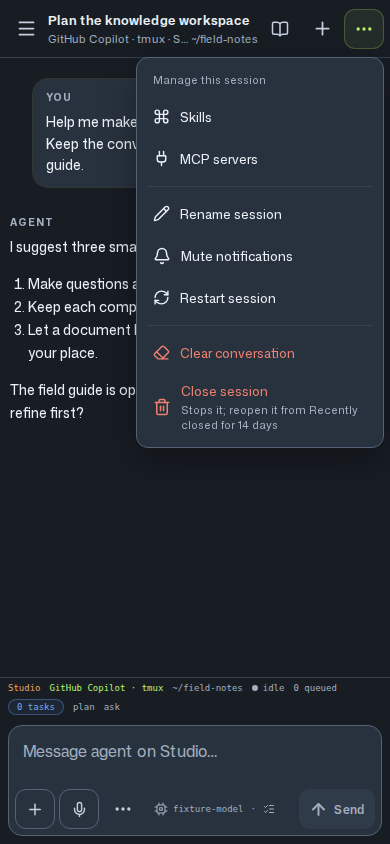 Plan the knowledge workspace
GitHub Copilot · tmux · S... ~/field-notes
Manage this session
Skills
MCP servers
Rename session
Mute notifications
Restart session
Clear conversation
Close session
Stops it; reopen it from Recently
closed for 14 days
YOU
Help me make
Keep the conv
guide.
AGENT
I suggest three sma
1. Make questions a
2. Keep each comp
3. Let a document
your place.
The field guide is op
refine first?
Studio GitHub Copilot · tmux ~/field-notes idle 0 queued
0 tasks plan ask
Message agent on Studio...
fixture-model ·
Send